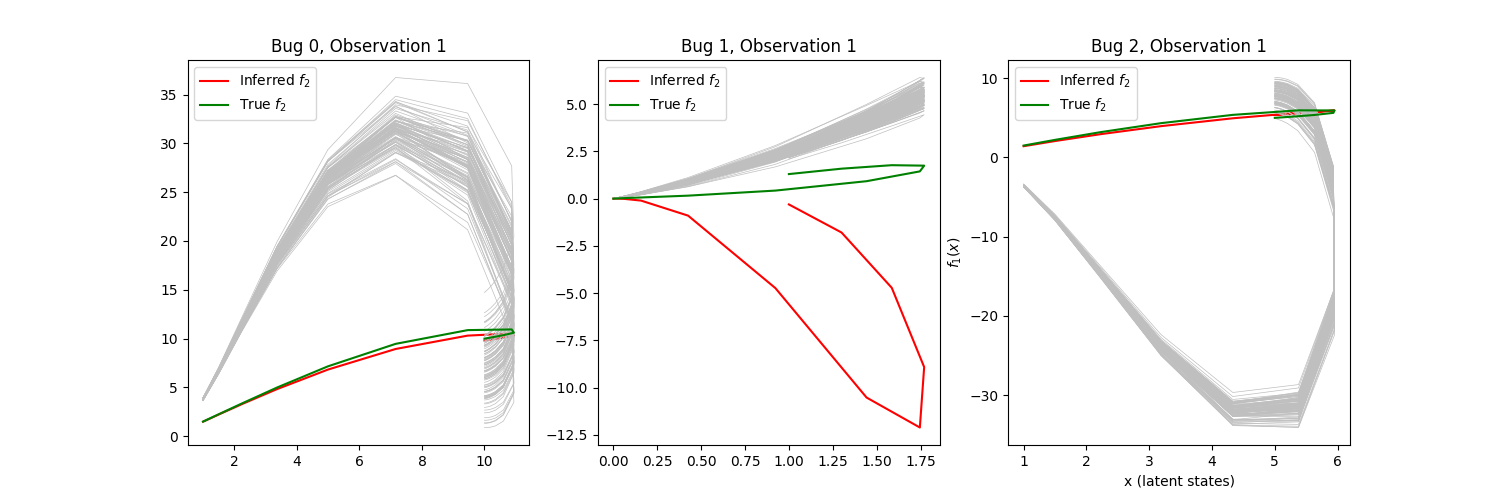 Bug 0, Observation 1
Inferred f₂
True f₂
35
30
25
20
15
10
5
0
2 4 6 8 10
Bug 1, Observation 1
Inferred f₂
True f₂
5.0
2.5
0.0
−2.5
−5.0
−7.5
−10.0
−12.5
0.00 0.25 0.50 0.75 1.00 1.25 1.50 1.75
Bug 2, Observation 1
Inferred f₂
True f₂
f₁(x)
10
0
−10
−20
−30
1 2 3 4 5 6
x (latent states)